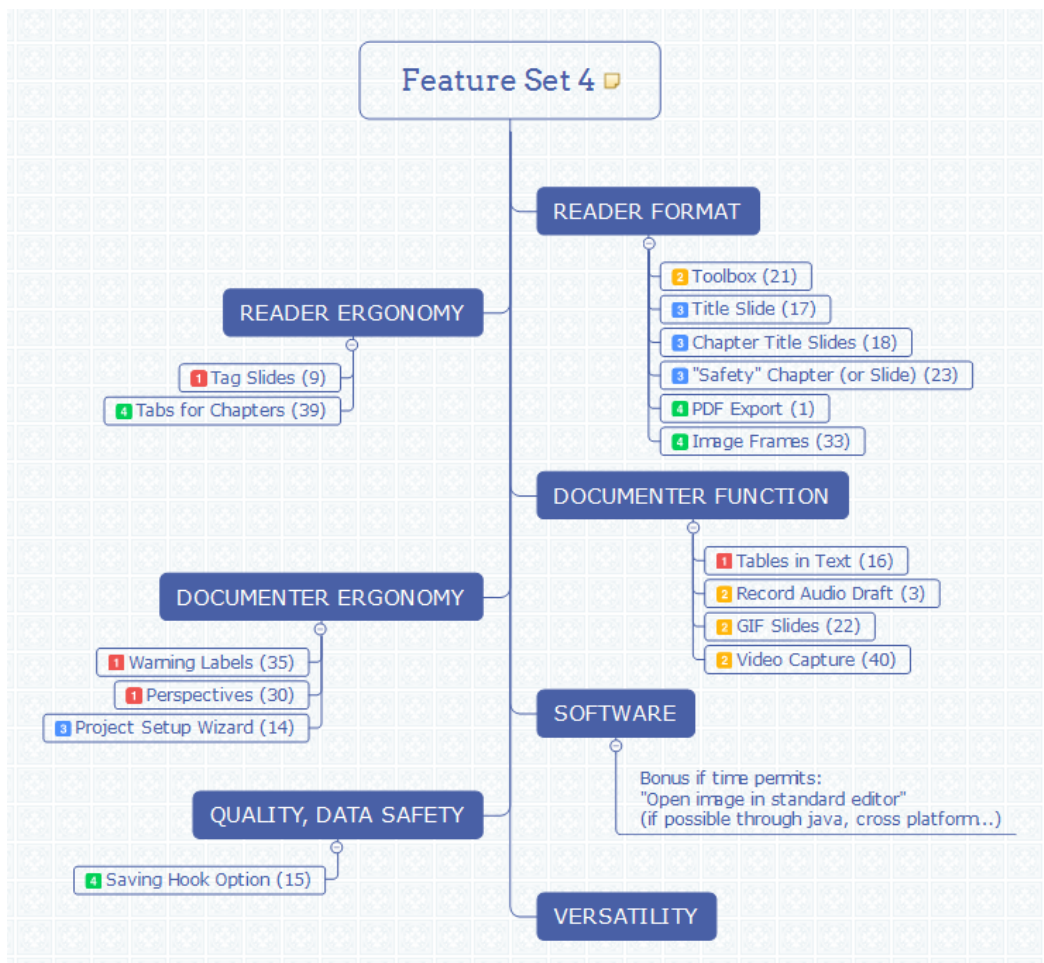 Feature Set 4
READER FORMAT
2 Toolbox (21)
3 Title Slide (17)
3 Chapter Title Slides (18)
3 "Safety" Chapter (or Slide) (23)
4 PDF Export (1)
4 Image Frames (33)
READER ERGONOMY
1 Tag Slides (9)
4 Tabs for Chapters (39)
DOCUMENTER FUNCTION
1 Tables in Text (16)
2 Record Audio Draft (3)
2 GIF Slides (22)
2 Video Capture (40)
DOCUMENTER ERGONOMY
1 Warning Labels (35)
1 Perspectives (30)
3 Project Setup Wizard (14)
SOFTWARE
Bonus if time permits:
"Open image in standard editor"
(if possible through java, cross platform...)
QUALITY, DATA SAFETY
4 Saving Hook Option (15)
VERSATILITY